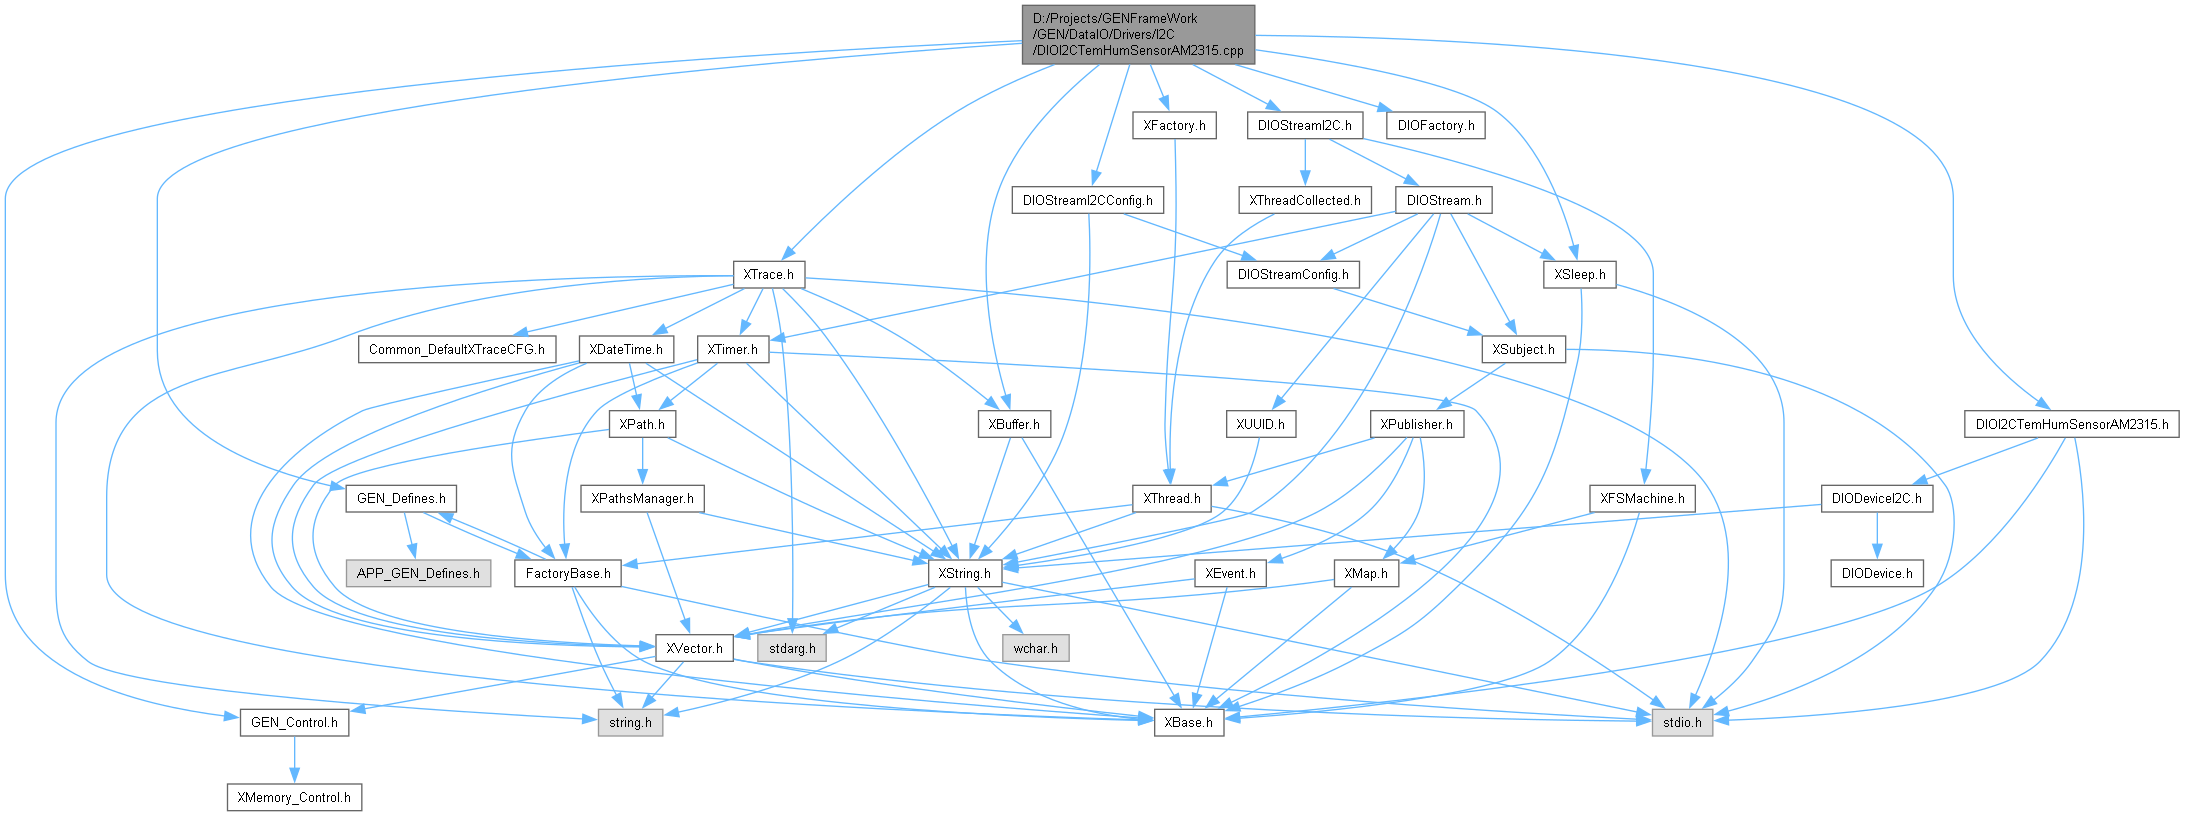 D:/Projects/GENFrameWork
/GEN/DataIO/Drivers/I2C
/DIOI2CTemHumSensorAM2315.cpp
XFactory.h
DIOStreamI2C.h
DIOFactory.h
DIOStreamI2CConfig.h
XThreadCollected.h
DIOStream.h
XTrace.h
DIOStreamConfig.h
XSleep.h
Common_DefaultXTraceCFG.h
XDateTime.h
XTimer.h
XSubject.h
XPath.h
XBuffer.h
XUUID.h
XPublisher.h
DIOI2CTemHumSensorAM2315.h
GEN_Defines.h
XPathsManager.h
XThread.h
XFSMachine.h
DIODeviceI2C.h
APP_GEN_Defines.h
FactoryBase.h
XString.h
XEvent.h
XMap.h
DIODevice.h
XVector.h
stdarg.h
wchar.h
GEN_Control.h
string.h
XBase.h
stdio.h
XMemory_Control.h